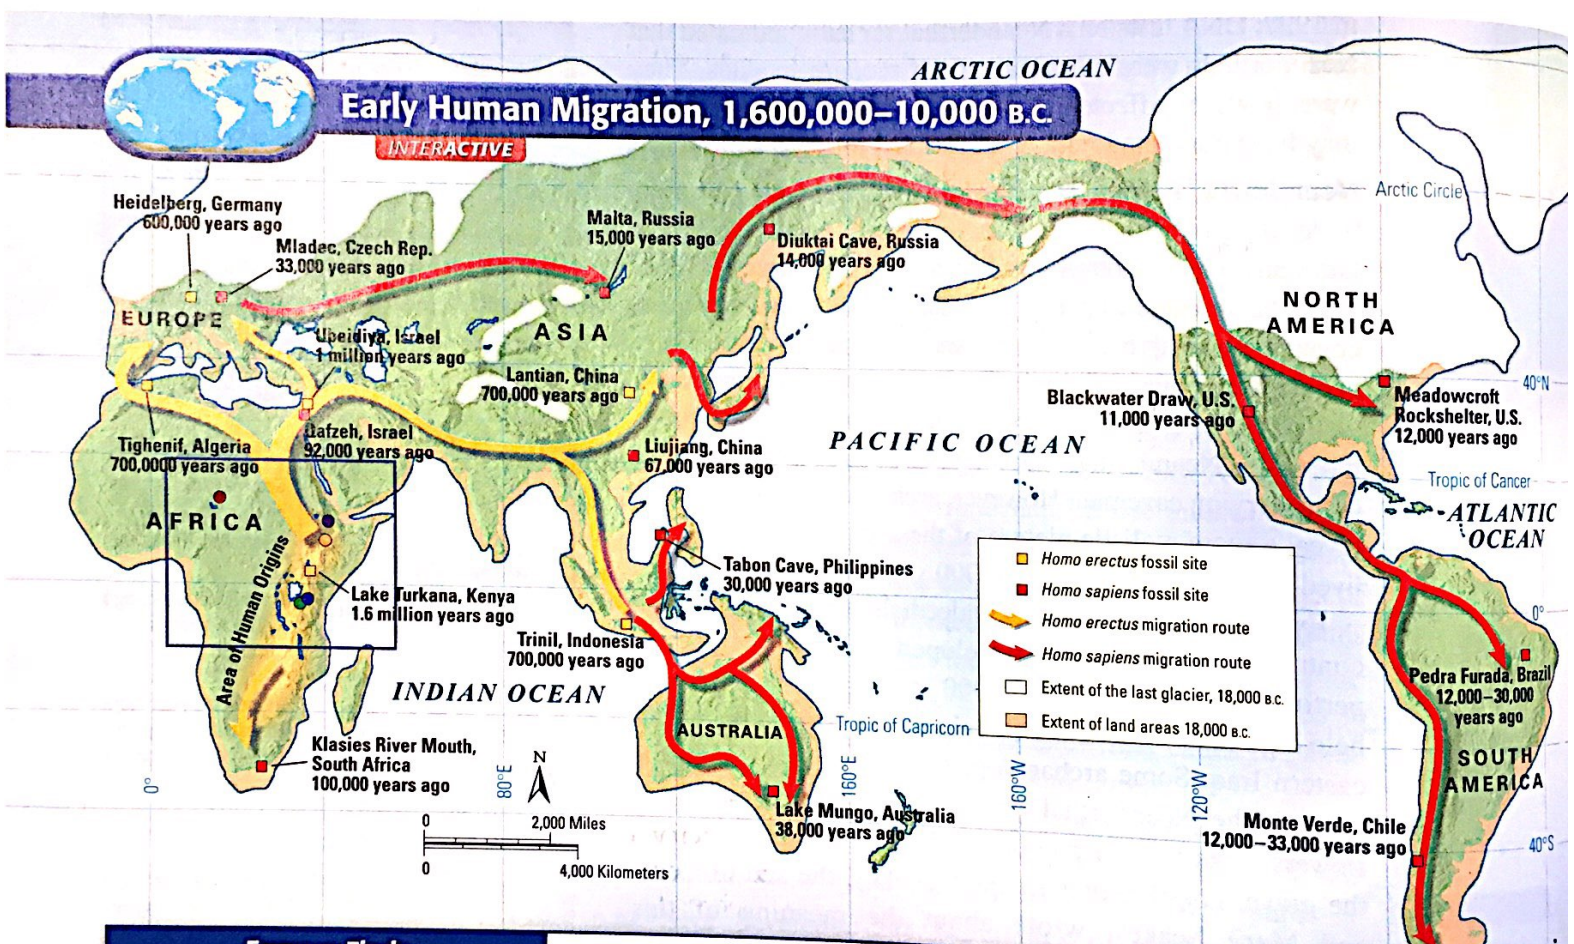 ARCTIC OCEAN
Early Human Migration, 1,600,000–10,000 B.C.
INTERACTIVE
Arctic Circle
Heidelberg, Germany
600,000 years ago
Mladec, Czech Rep.
33,000 years ago
Malta, Russia
15,000 years ago
Diuktai Cave, Russia
14,000 years ago
EUROPE
ASIA
NORTH
AMERICA
Ubeidiya, Israel
1 million years ago
Lantian, China
700,000 years ago
40°N
Blackwater Draw, U.S.
11,000 years ago
Meadowcroft
Rockshelter, U.S.
12,000 years ago
Tighenif, Algeria
700,0000 years ago
Qafzeh, Israel
92,000 years ago
Liujiang, China
67,000 years ago
PACIFIC OCEAN
Tropic of Cancer
ATLANTIC
OCEAN
AFRICA
Area of Human Origins
Lake Turkana, Kenya
1.6 million years ago
Tabon Cave, Philippines
30,000 years ago
Trinil, Indonesia
700,000 years ago
Homo erectus fossil site
Homo sapiens fossil site
Homo erectus migration route
Homo sapiens migration route
Extent of the last glacier, 18,000 B.C.
Extent of land areas 18,000 B.C.
0°
INDIAN OCEAN
Pedra Furada, Brazil
12,000–30,000
years ago
AUSTRALIA
Tropic of Capricorn
SOUTH
AMERICA
Klasies River Mouth,
South Africa
100,000 years ago
0°
80°E
N
160°E
160°W
120°W
Lake Mungo, Australia
38,000 years ago
Monte Verde, Chile
12,000–33,000 years ago
40°S
0
2,000 Miles
0
4,000 Kilometers